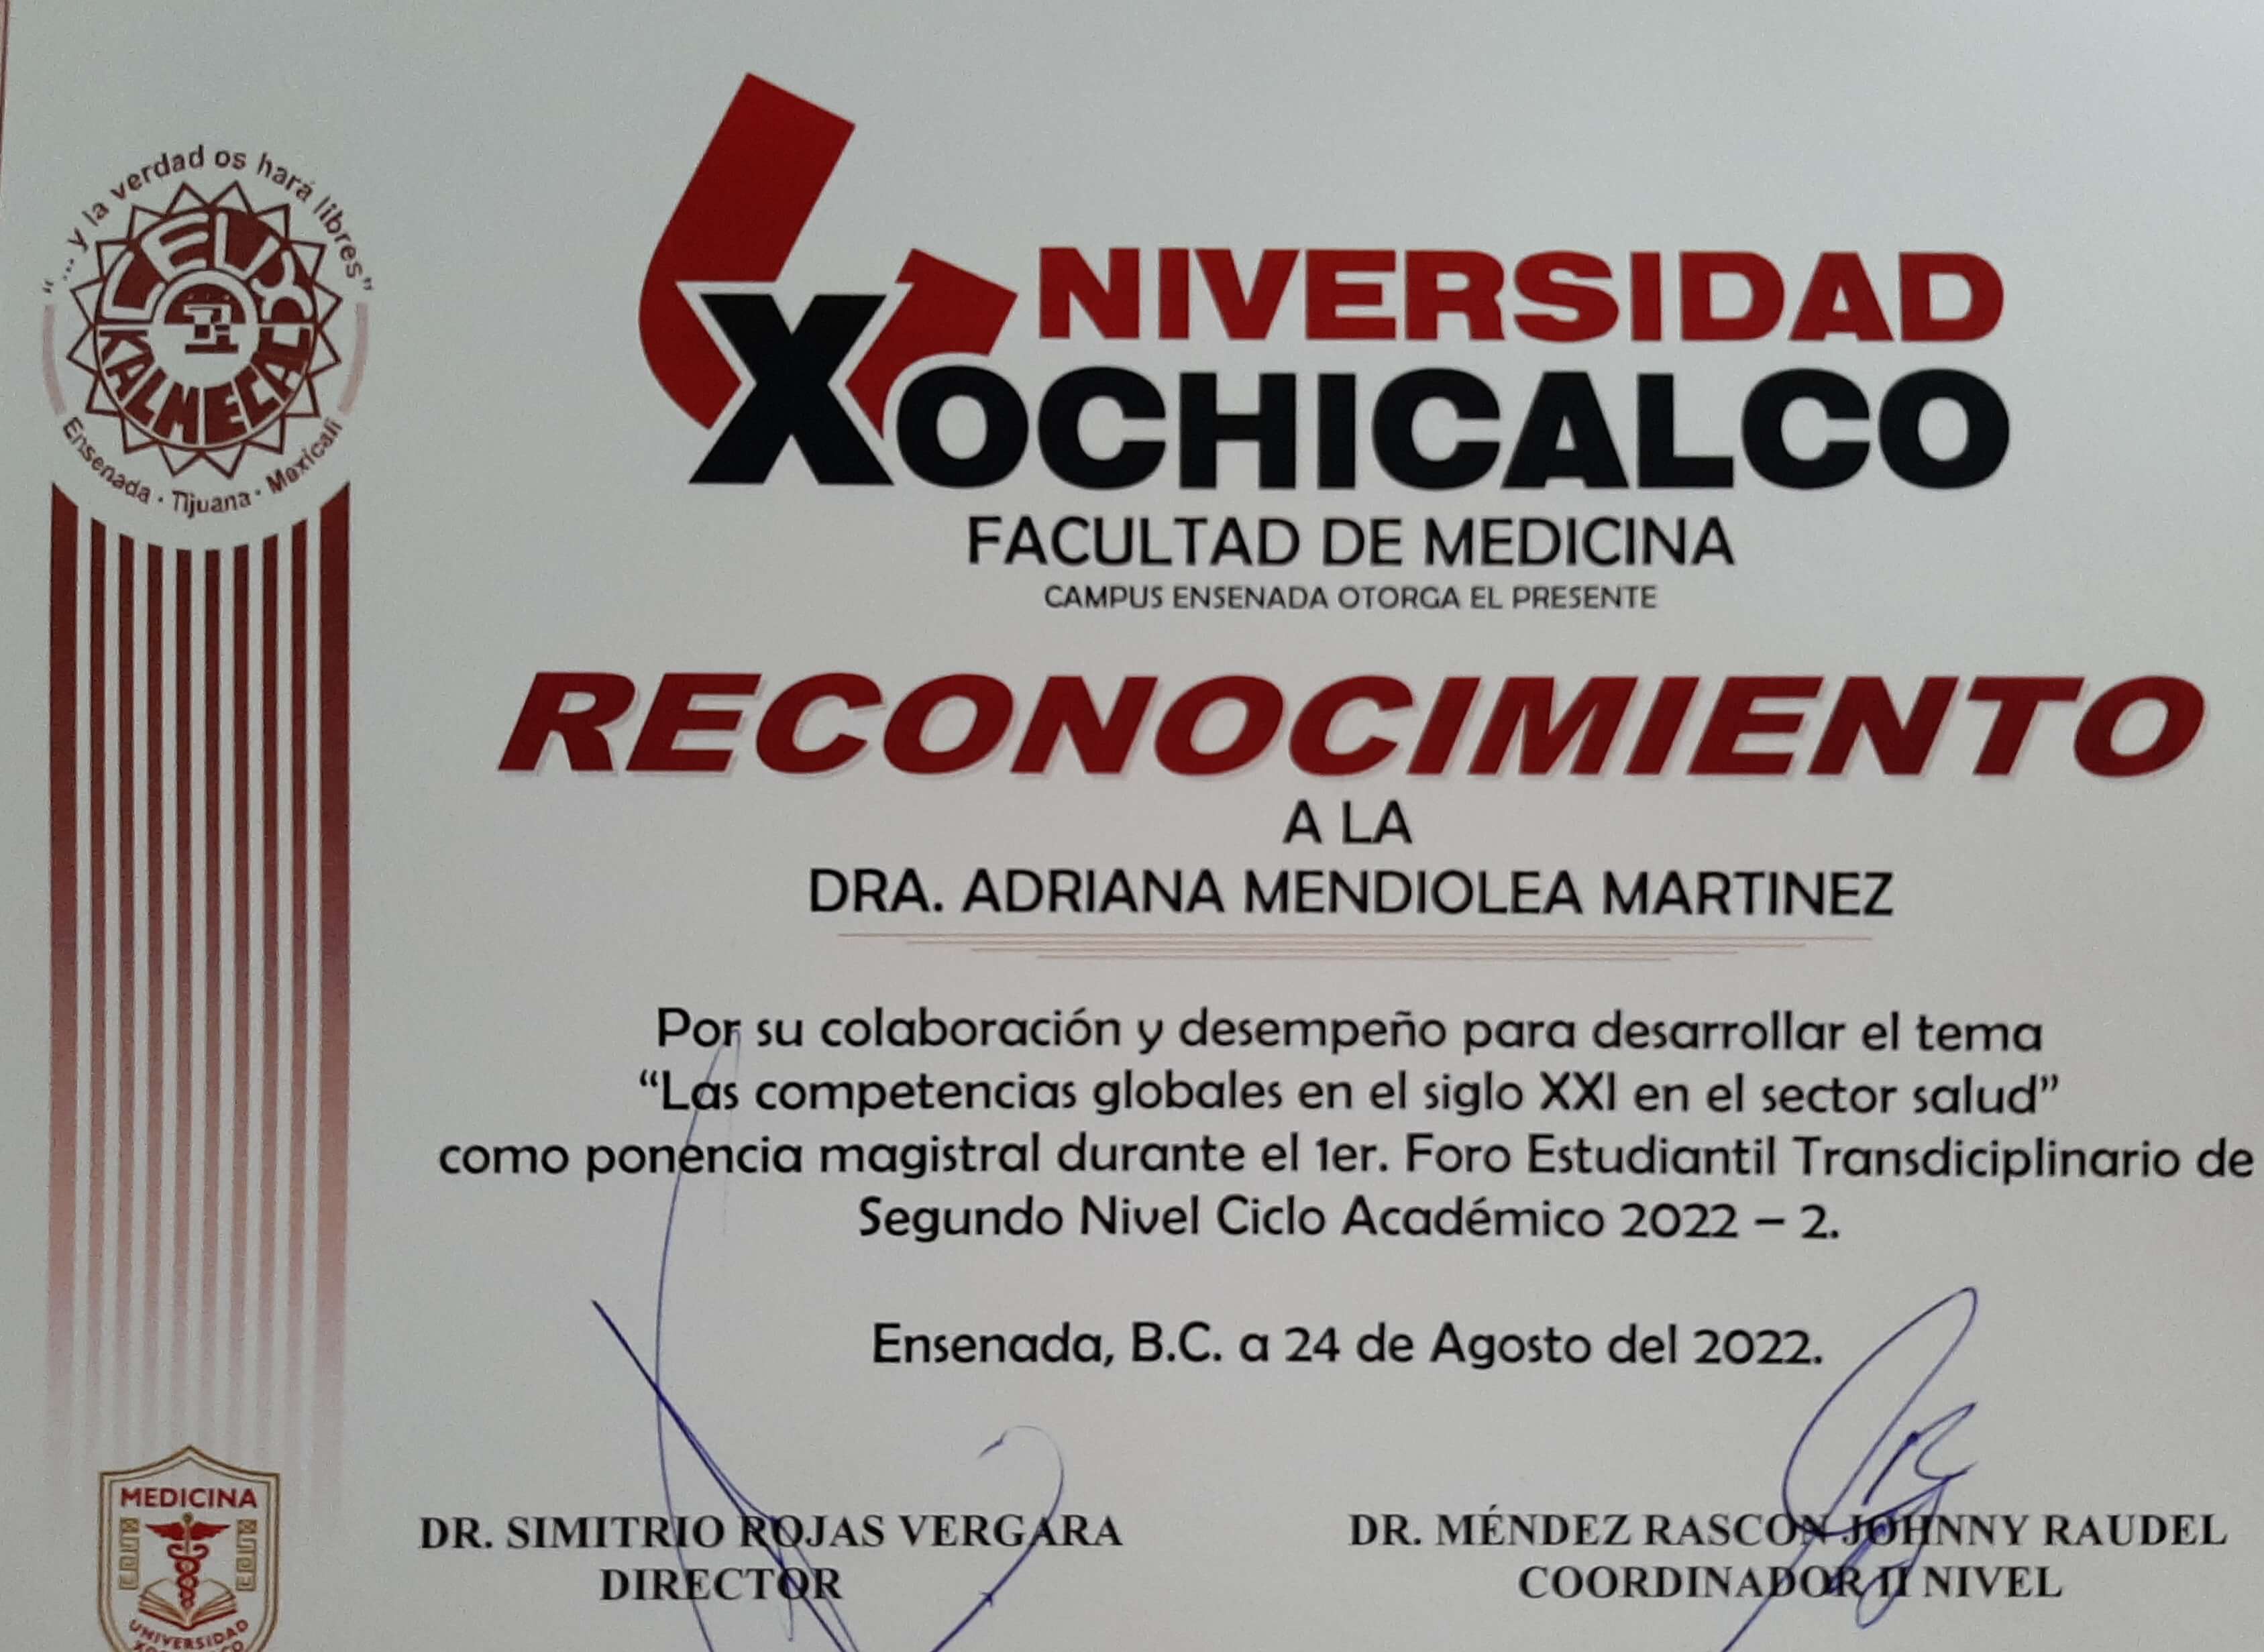 "... y la verdad os hará libres"
CELUX
KALMECAC
Ensenada · Tijuana · Mexicali
UNIVERSIDAD
XOCHICALCO
FACULTAD DE MEDICINA
CAMPUS ENSENADA OTORGA EL PRESENTE
RECONOCIMIENTO
A LA
DRA. ADRIANA MENDIOLEA MARTINEZ
Por su colaboración y desempeño para desarrollar el tema
“Las competencias globales en el siglo XXI en el sector salud”
como ponencia magistral durante el 1er. Foro Estudiantil Transdiciplinario de
Segundo Nivel Ciclo Académico 2022 – 2.
Ensenada, B.C. a 24 de Agosto del 2022.
DR. SIMITRIO ROJAS VERGARA
DIRECTOR
DR. MÉNDEZ RASCON JOHNNY RAUDEL
COORDINADOR II NIVEL
MEDICINA
UNIVERSIDAD
XOCHICALCO